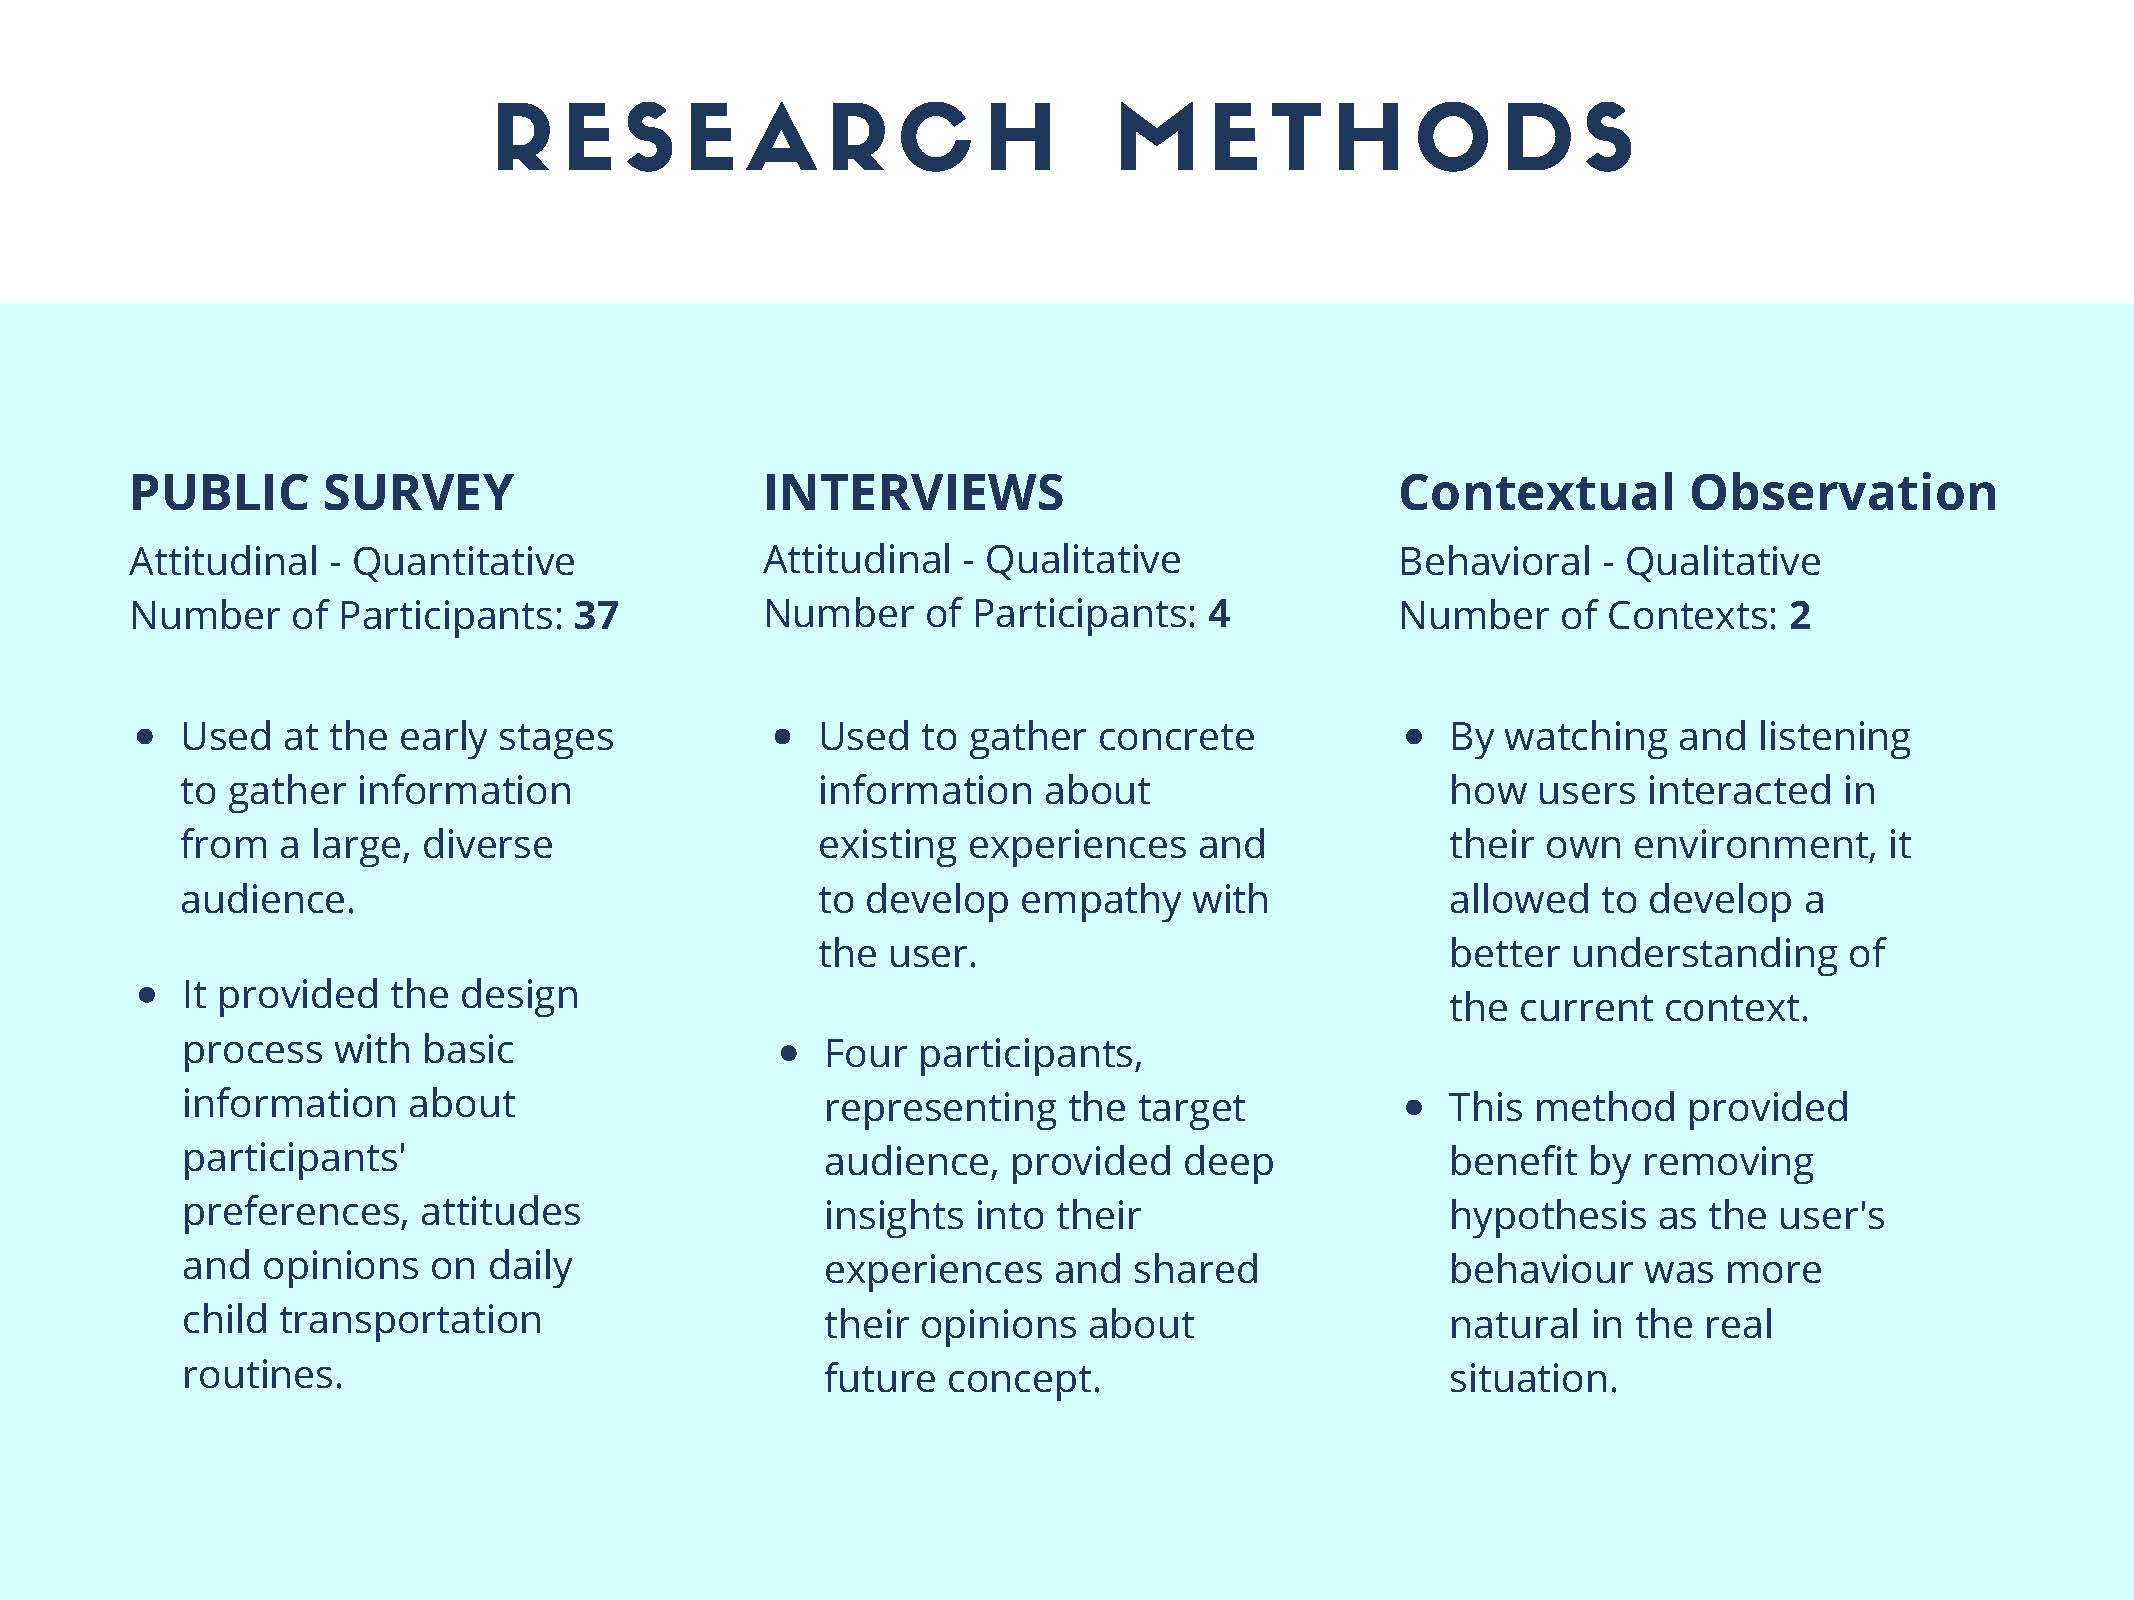 RESEARCH METHODS
PUBLIC SURVEY
Attitudinal - Quantitative
Number of Participants: 37
• Used at the early stages
to gather information
from a large, diverse
audience.
• It provided the design
process with basic
information about
participants'
preferences, attitudes
and opinions on daily
child transportation
routines.
INTERVIEWS
Attitudinal - Qualitative
Number of Participants: 4
• Used to gather concrete
information about
existing experiences and
to develop empathy with
the user.
• Four participants,
representing the target
audience, provided deep
insights into their
experiences and shared
their opinions about
future concept.
Contextual Observation
Behavioral - Qualitative
Number of Contexts: 2
• By watching and listening
how users interacted in
their own environment, it
allowed to develop a
better understanding of
the current context.
• This method provided
benefit by removing
hypothesis as the user's
behaviour was more
natural in the real
situation.